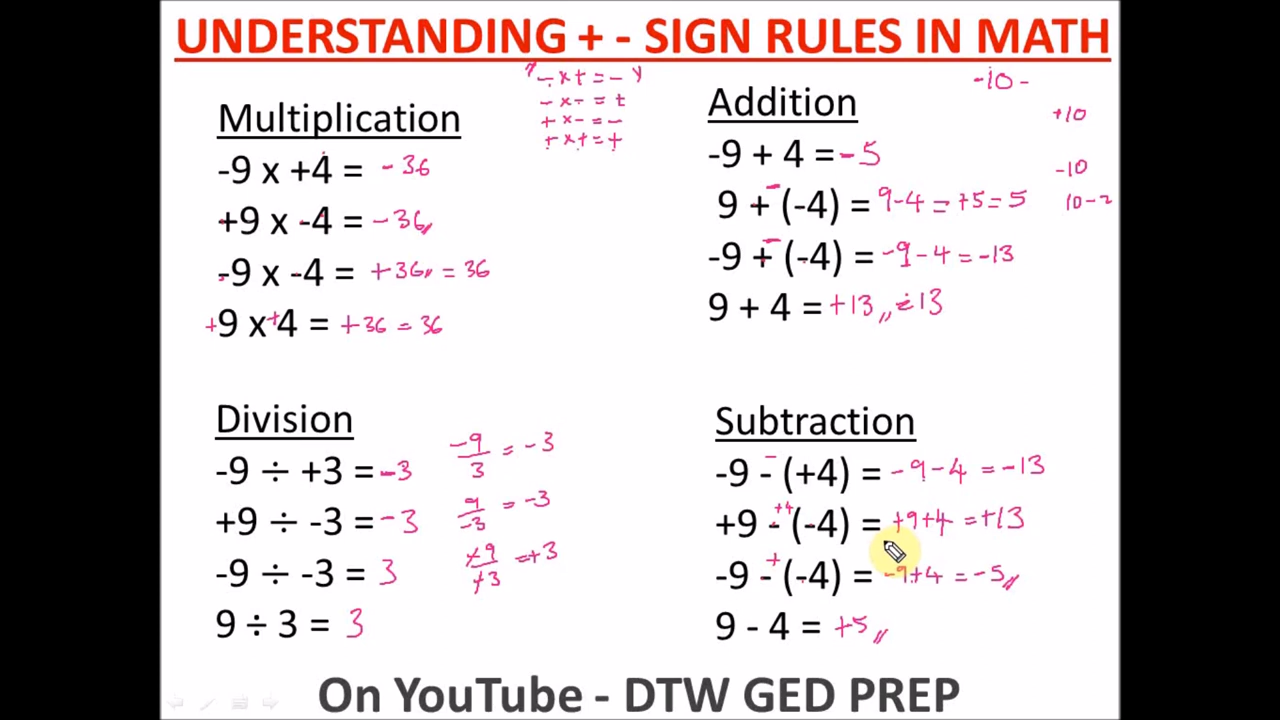 UNDERSTANDING + - SIGN RULES IN MATH
- x + = -
- x - = +
+ x - = -
+ x + = +
Multiplication
-9 x +4 = -36
+9 x -4 = -36,,
-9 x -4 = +36,, = 36
+9 x +4 = +36 = 36
-10 -
+10
-10
10-2
Addition
-9 + 4 = -5
9 + (-4) = 9-4 = +5 = 5
-9 + (-4) = -9-4 = -13
9 + 4 = +13,, = 13
Division
-9 ÷ +3 = -3
+9 ÷ -3 = -3
-9 ÷ -3 = 3
9 ÷ 3 = 3
-9/3 = -3
9/-3 = -3
-9/-3 = +3
Subtraction
-9 - (+4) = -9-4 = -13
+9 - (-4) = +9+4 = +13
-9 - (-4) = -9+4 = -5,,
9 - 4 = +5,,
On YouTube - DTW GED PREP